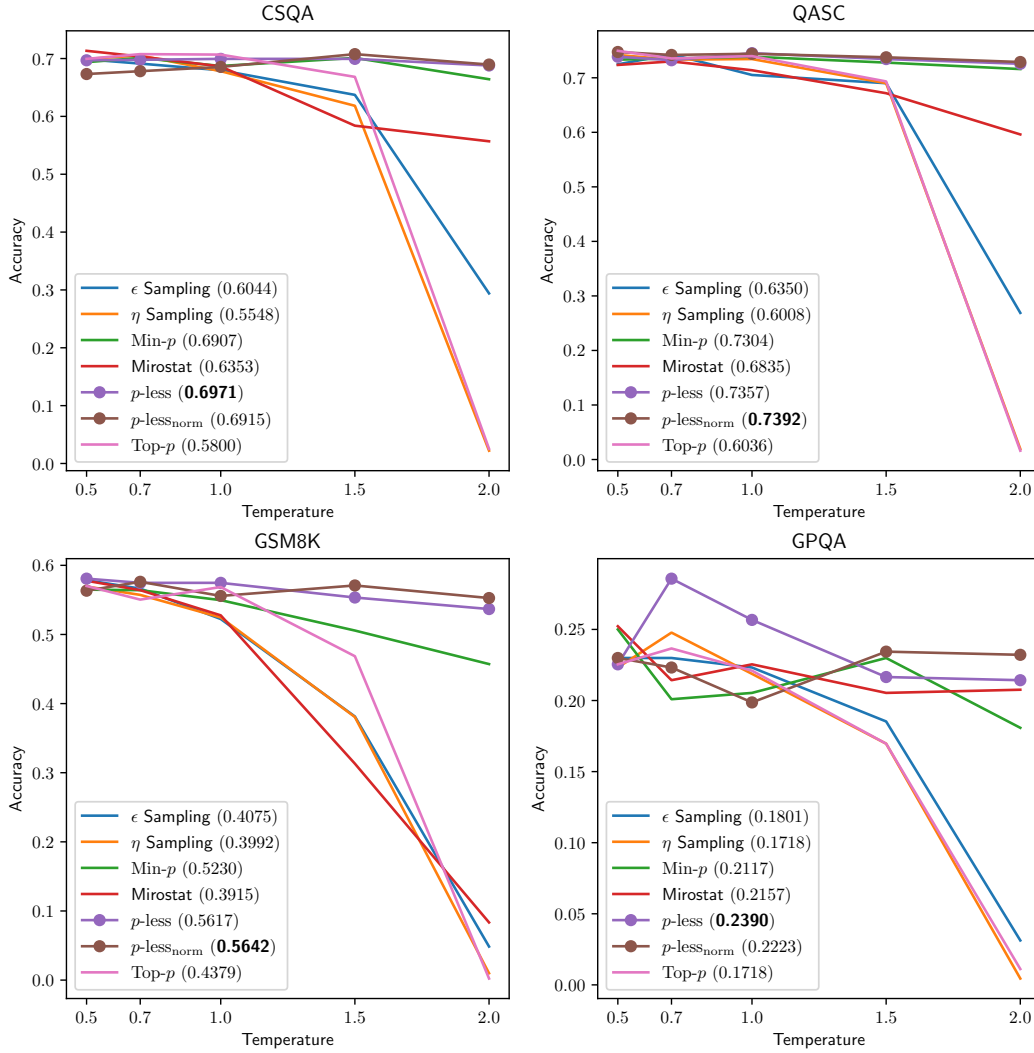 CSQA
Accuracy
0.7
0.6
0.5
0.4
0.3
0.2
0.1
0.0
ϵ Sampling (0.6044)
η Sampling (0.5548)
Min-p (0.6907)
Mirostat (0.6353)
p-less (0.6971)
p-less_norm (0.6915)
Top-p (0.5800)
0.5 0.7 1.0 1.5 2.0
Temperature
QASC
Accuracy
0.7
0.6
0.5
0.4
0.3
0.2
0.1
0.0
ϵ Sampling (0.6350)
η Sampling (0.6008)
Min-p (0.7304)
Mirostat (0.6835)
p-less (0.7357)
p-less_norm (0.7392)
Top-p (0.6036)
0.5 0.7 1.0 1.5 2.0
Temperature
GSM8K
Accuracy
0.6
0.5
0.4
0.3
0.2
0.1
0.0
ϵ Sampling (0.4075)
η Sampling (0.3992)
Min-p (0.5230)
Mirostat (0.3915)
p-less (0.5617)
p-less_norm (0.5642)
Top-p (0.4379)
0.5 0.7 1.0 1.5 2.0
Temperature
GPQA
Accuracy
0.25
0.20
0.15
0.10
0.05
0.00
ϵ Sampling (0.1801)
η Sampling (0.1718)
Min-p (0.2117)
Mirostat (0.2157)
p-less (0.2390)
p-less_norm (0.2223)
Top-p (0.1718)
0.5 0.7 1.0 1.5 2.0
Temperature